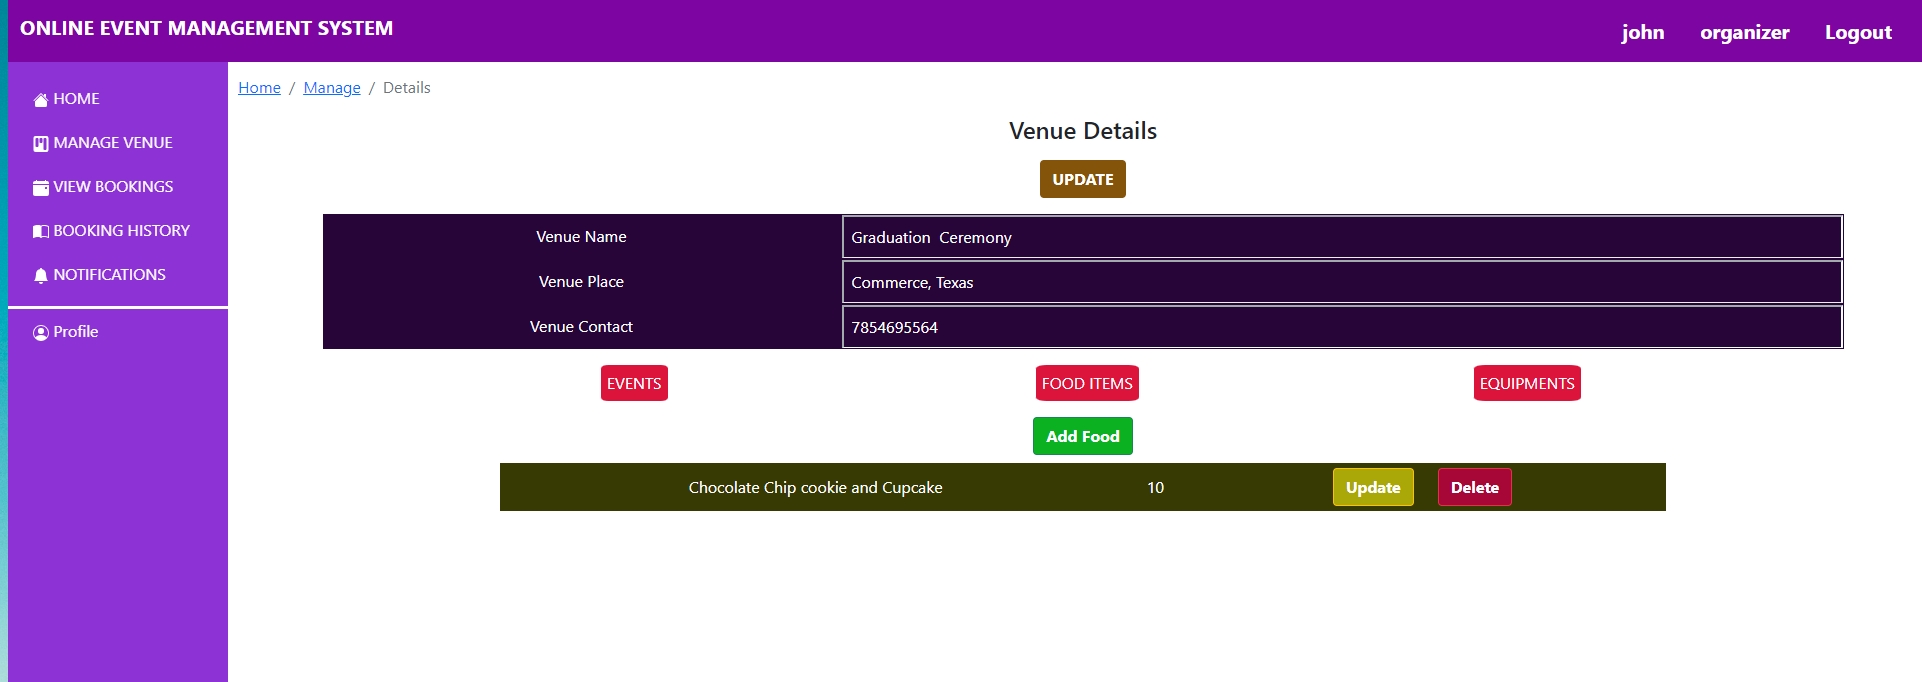 ONLINE EVENT MANAGEMENT SYSTEM
john organizer Logout
HOME
MANAGE VENUE
VIEW BOOKINGS
BOOKING HISTORY
NOTIFICATIONS
Profile
Home / Manage / Details
Venue Details
UPDATE
Venue Name Graduation  Ceremony
Venue Place Commerce, Texas
Venue Contact 7854695564
EVENTS FOOD ITEMS EQUIPMENTS
Add Food
Chocolate Chip cookie and Cupcake 10 Update Delete